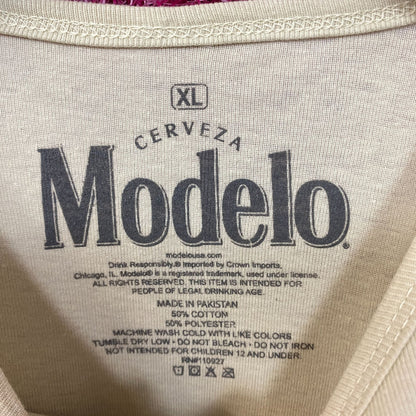 XL
CERVEZA
Modelo®
modelousa.com
Drink Responsibly.® Imported by Crown Imports,
Chicago, IL. Modelo® is a registered trademark, used under license.
ALL RIGHTS RESERVED. THIS ITEM IS INTENDED FOR
PEOPLE OF LEGAL DRINKING AGE.
MADE IN PAKISTAN
50% COTTON
50% POLYESTER
MACHINE WASH COLD WITH LIKE COLORS
TUMBLE DRY LOW • DO NOT BLEACH • DO NOT IRON
NOT INTENDED FOR CHILDREN 12 AND UNDER.
RN#110927